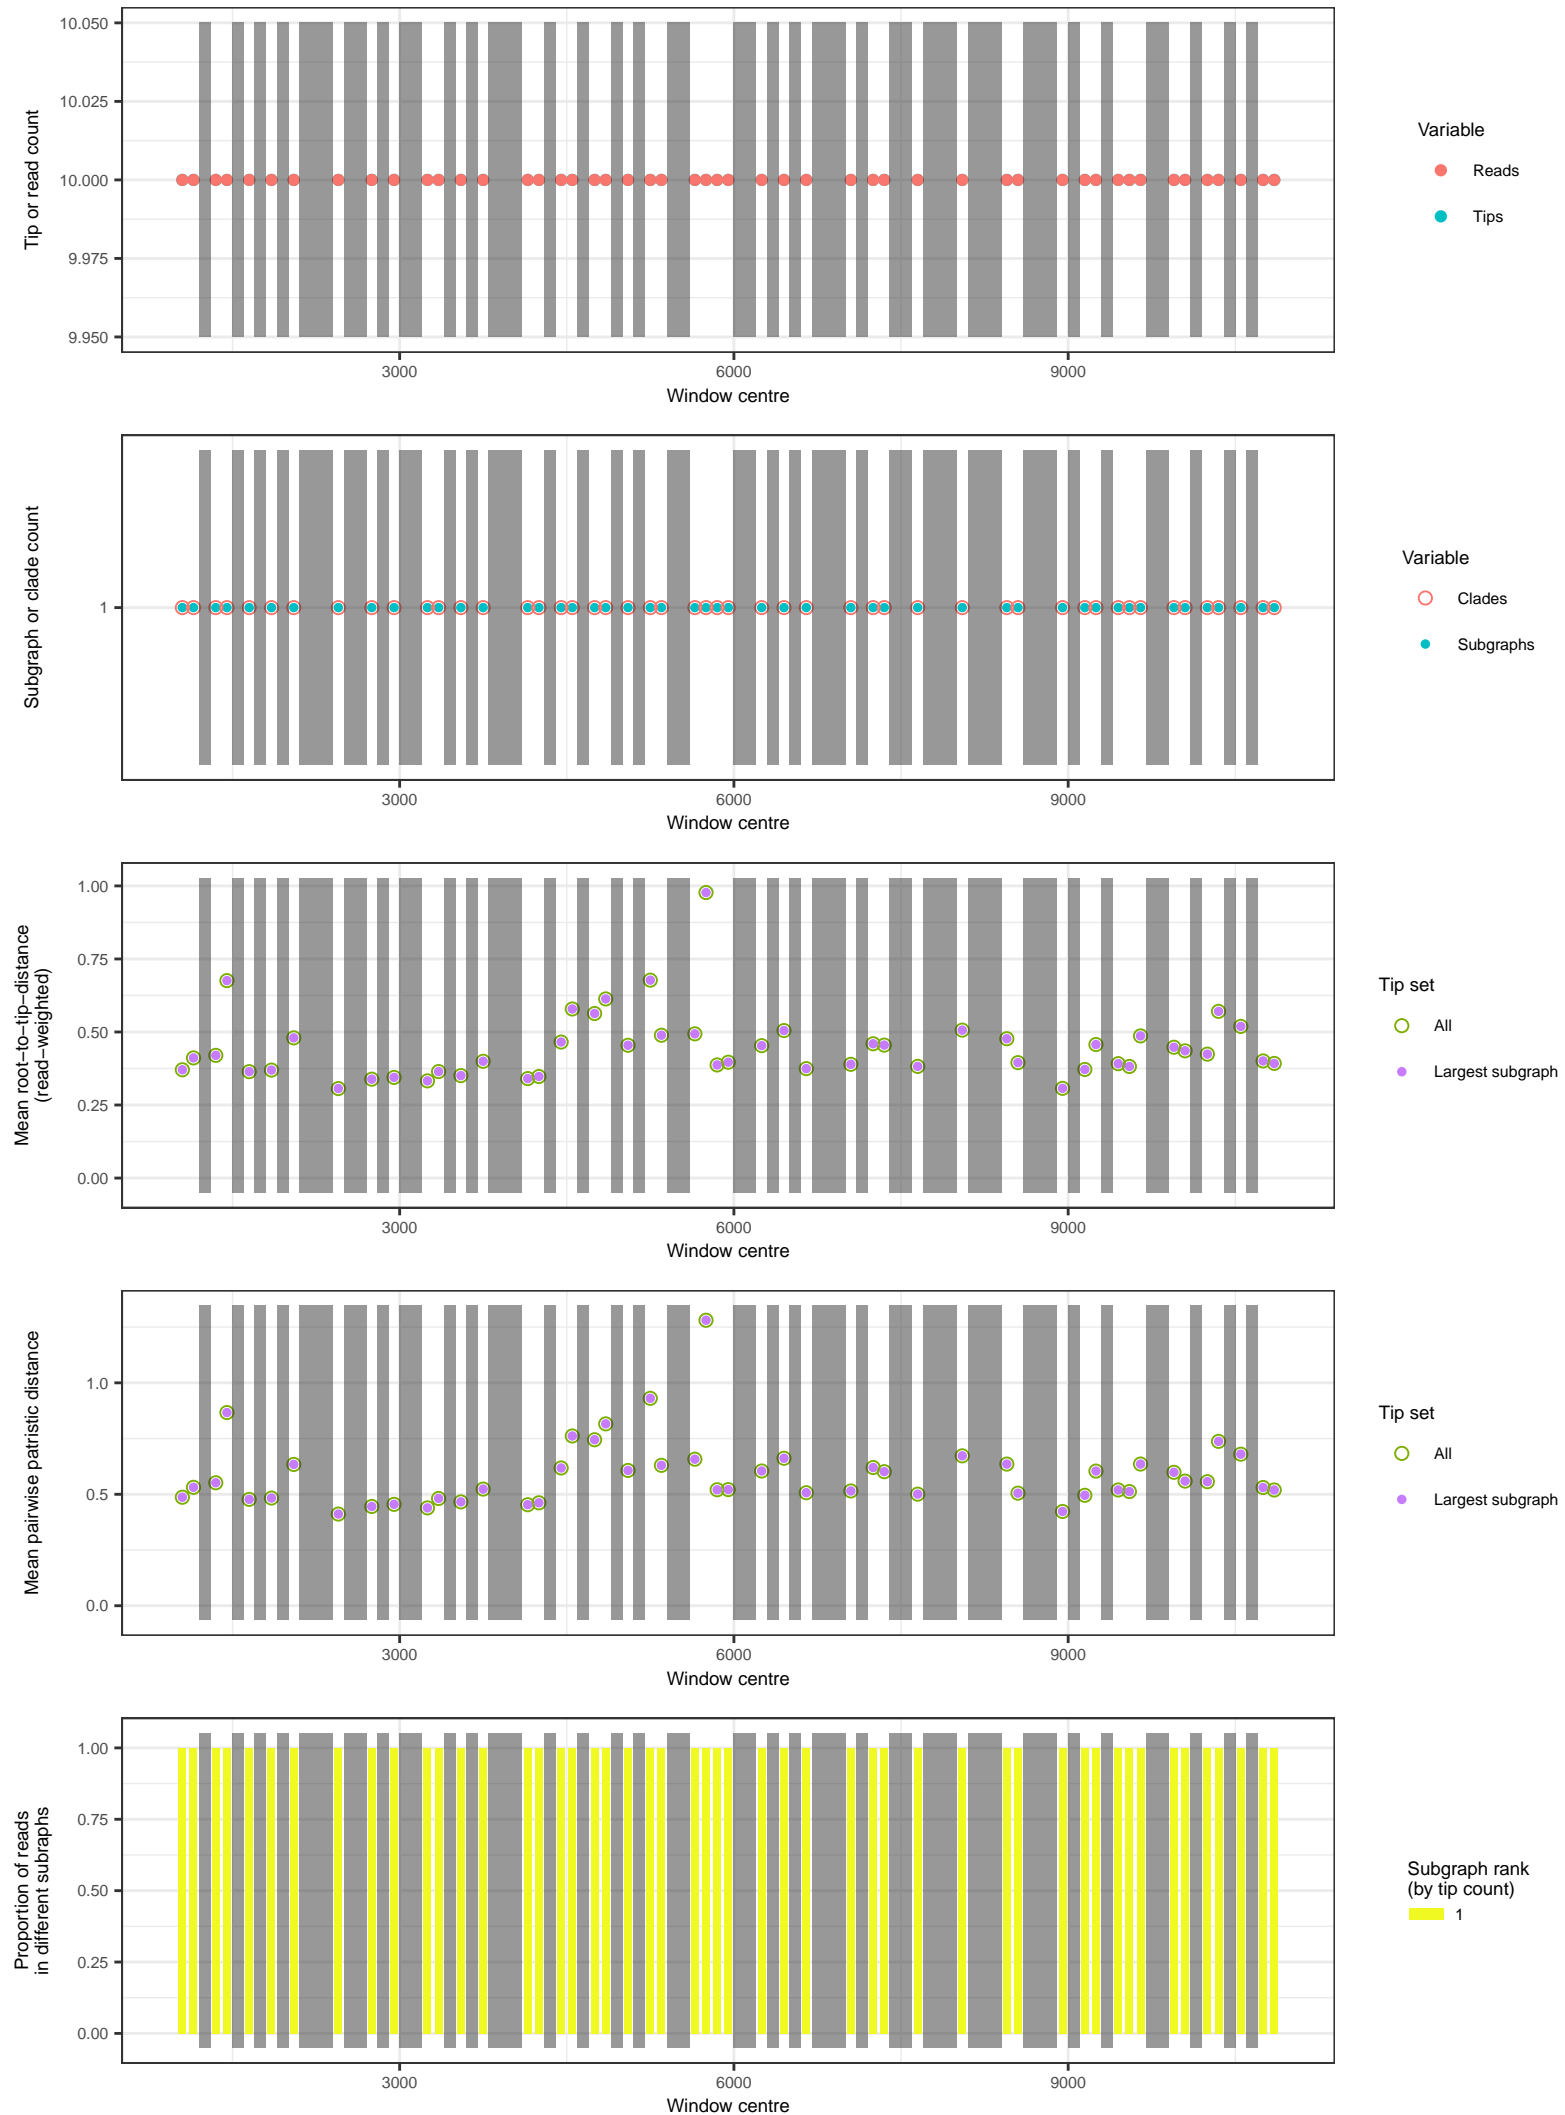 10.050
10.025
10.000
9.975
9.950
Tip or read count
3000 6000 9000
Window centre
Variable
Reads
Tips
1
Subgraph or clade count
3000 6000 9000
Window centre
Variable
Clades
Subgraphs
1.00
0.75
0.50
0.25
0.00
Mean root−to−tip−distance
(read−weighted)
3000 6000 9000
Window centre
Tip set
All
Largest subgraph
1.0
0.5
0.0
Mean pairwise patristic distance
3000 6000 9000
Window centre
Tip set
All
Largest subgraph
1.00
0.75
0.50
0.25
0.00
Proportion of reads
in different subraphs
3000 6000 9000
Window centre
Subgraph rank
(by tip count)
1